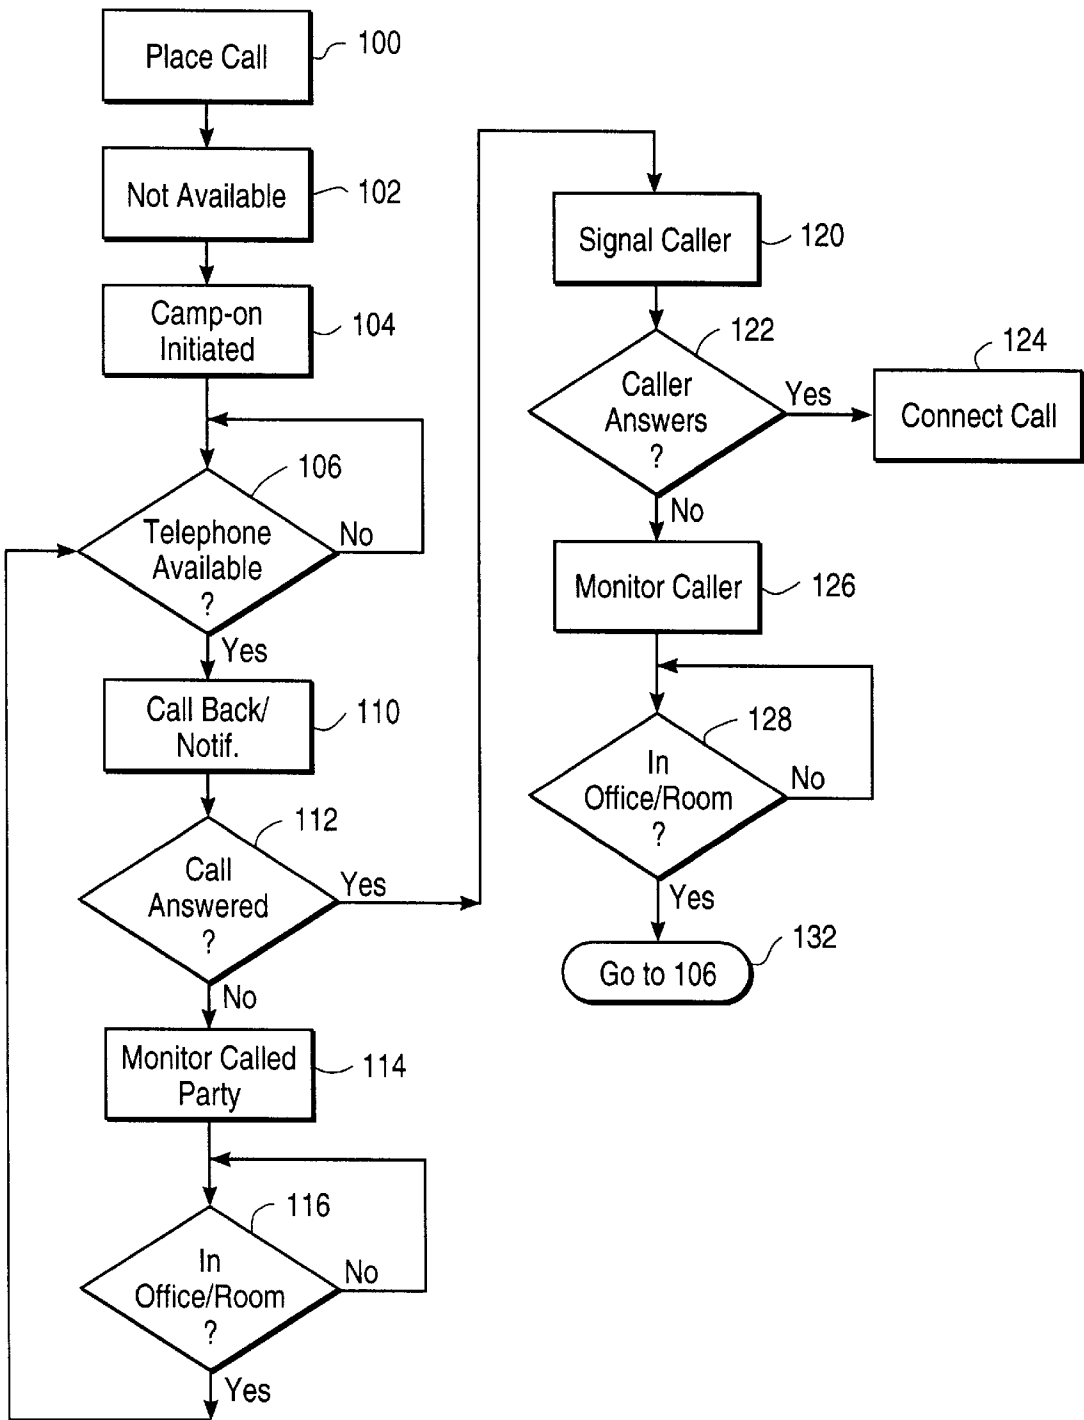 Place Call
100
Not Available
102
Camp-on
Initiated
104
106
Telephone
Available
?
No
Yes
Call Back/
Notif.
110
112
Call
Answered
?
Yes
No
Monitor Called
Party
114
116
In
Office/Room
?
No
Yes
Signal Caller
120
122
Caller
Answers
?
Yes
124
Connect Call
No
Monitor Caller
126
128
In
Office/Room
?
No
Yes
132
Go to 106